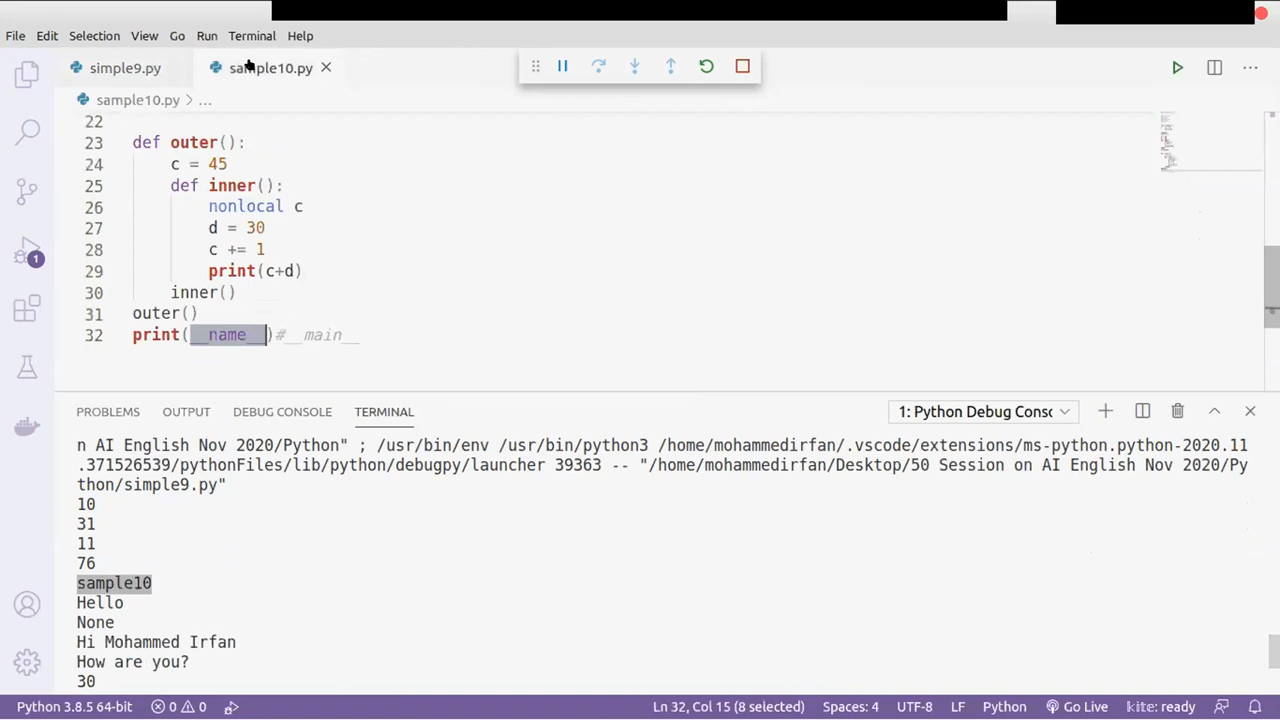 File Edit Selection View Go Run Terminal Help
simple9.py sample10.py
sample10.py > ...
22
23 def outer():
24 c = 45
25 def inner():
26 nonlocal c
27 d = 30
28 c += 1
29 print(c+d)
30 inner()
31 outer()
32 print(__name__)#__main__
PROBLEMS OUTPUT DEBUG CONSOLE TERMINAL 1: Python Debug Consc
n AI English Nov 2020/Python" ; /usr/bin/env /usr/bin/python3 /home/mohammedirfan/.vscode/extensions/ms-python.python-2020.11
.371526539/pythonFiles/lib/python/debugpy/launcher 39363 -- "/home/mohammedirfan/Desktop/50 Session on AI English Nov 2020/Py
thon/simple9.py"
10
31
11
76
sample10
Hello
None
Hi Mohammed Irfan
How are you?
30
1
Python 3.8.5 64-bit 0 0 Ln 32, Col 15 (8 selected) Spaces: 4 UTF-8 LF Python Go Live kite: ready